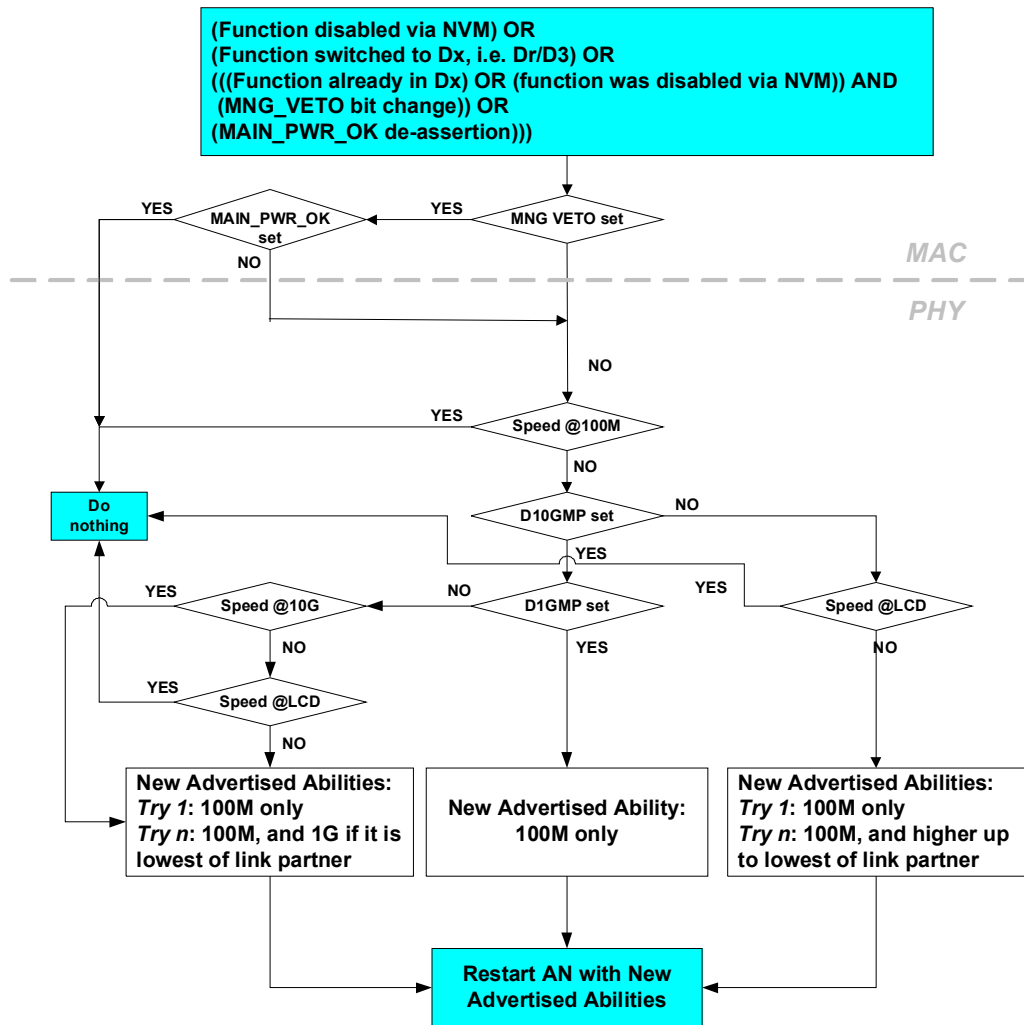 (Function disabled via NVM) OR
(Function switched to Dx, i.e. Dr/D3) OR
(((Function already in Dx) OR (function was disabled via NVM)) AND
(MNG_VETO bit change)) OR
(MAIN_PWR_OK de-assertion)))
YES
MAIN_PWR_OK
set
YES
MNG VETO set
NO
MAC
PHY
NO
YES
Speed @100M
NO
Do
nothing
D10GMP set
NO
YES
YES
Speed @10G
NO
D1GMP set
YES
Speed @LCD
NO
YES
NO
YES
Speed @LCD
NO
New Advertised Abilities:
Try 1: 100M only
Try n: 100M, and 1G if it is
lowest of link partner
New Advertised Ability:
100M only
New Advertised Abilities:
Try 1: 100M only
Try n: 100M, and higher up
to lowest of link partner
Restart AN with New
Advertised Abilities